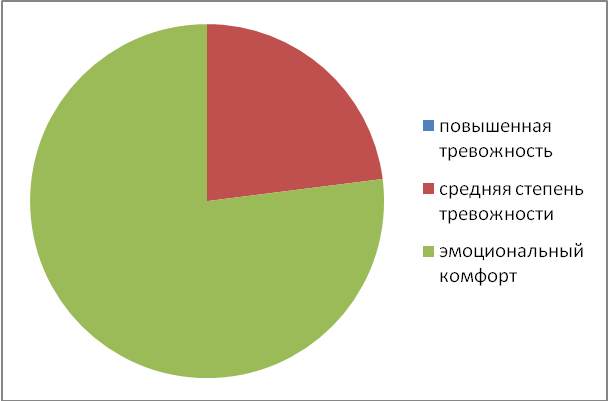 повышенная
тревожность
средняя степень
тревожности
эмоциональный
комфорт